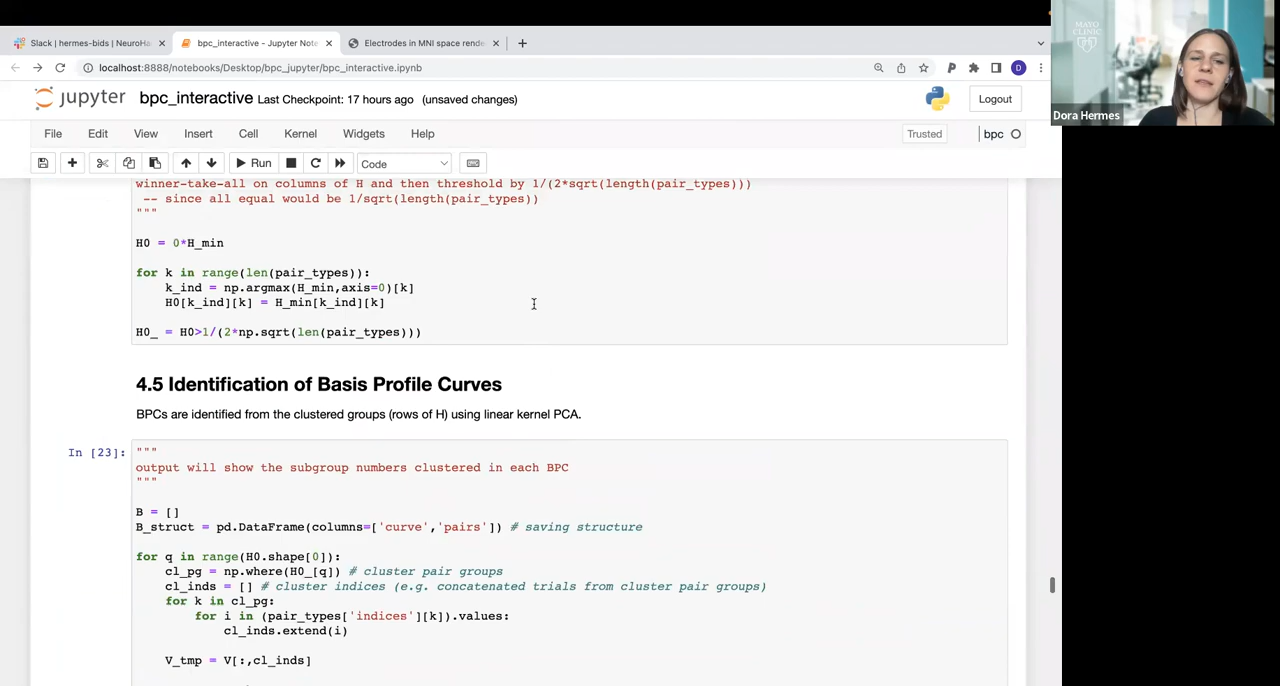 Slack | hermes-bids | NeuroHa
bpc_interactive - Jupyter Note
Electrodes in MNI space rende
localhost:8888/notebooks/Desktop/bpc_jupyter/bpc_interactive.ipynb
D
MAYO
CLINIC
Dora Hermes
jupyter bpc_interactive Last Checkpoint: 17 hours ago (unsaved changes)
Logout
File Edit View Insert Cell Kernel Widgets Help
Trusted
bpc
Run
Code
winner-take-all on columns of H and then threshold by 1/(2*sqrt(length(pair_types)))
-- since all equal would be 1/sqrt(length(pair_types))
"""
H0 = 0*H_min
for k in range(len(pair_types)):
k_ind = np.argmax(H_min,axis=0)[k]
H0[k_ind][k] = H_min[k_ind][k]
H0_ = H0>1/(2*np.sqrt(len(pair_types)))
4.5 Identification of Basis Profile Curves
BPCs are identified from the clustered groups (rows of H) using linear kernel PCA.
In [23]:
"""
output will show the subgroup numbers clustered in each BPC
"""
B = []
B_struct = pd.DataFrame(columns=['curve','pairs']) # saving structure
for q in range(H0.shape[0]):
cl_pg = np.where(H0_[q]) # cluster pair groups
cl_inds = [] # cluster indices (e.g. concatenated trials from cluster pair groups)
for k in cl_pg:
for i in (pair_types['indices'][k]).values:
cl_inds.extend(i)
V_tmp = V[:,cl_inds]